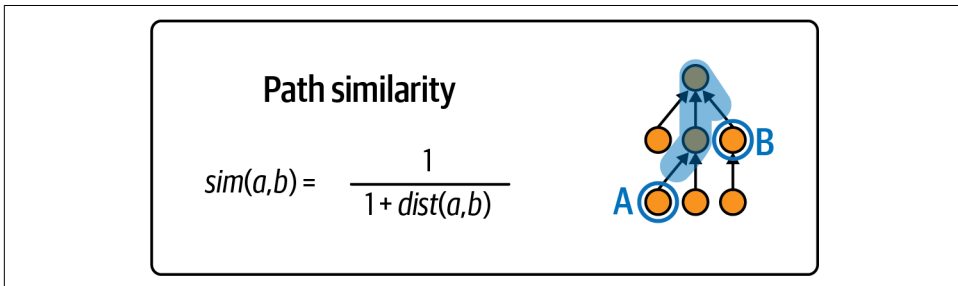 Path similarity
sim(a,b) = 1
1 + dist(a,b)
B
A